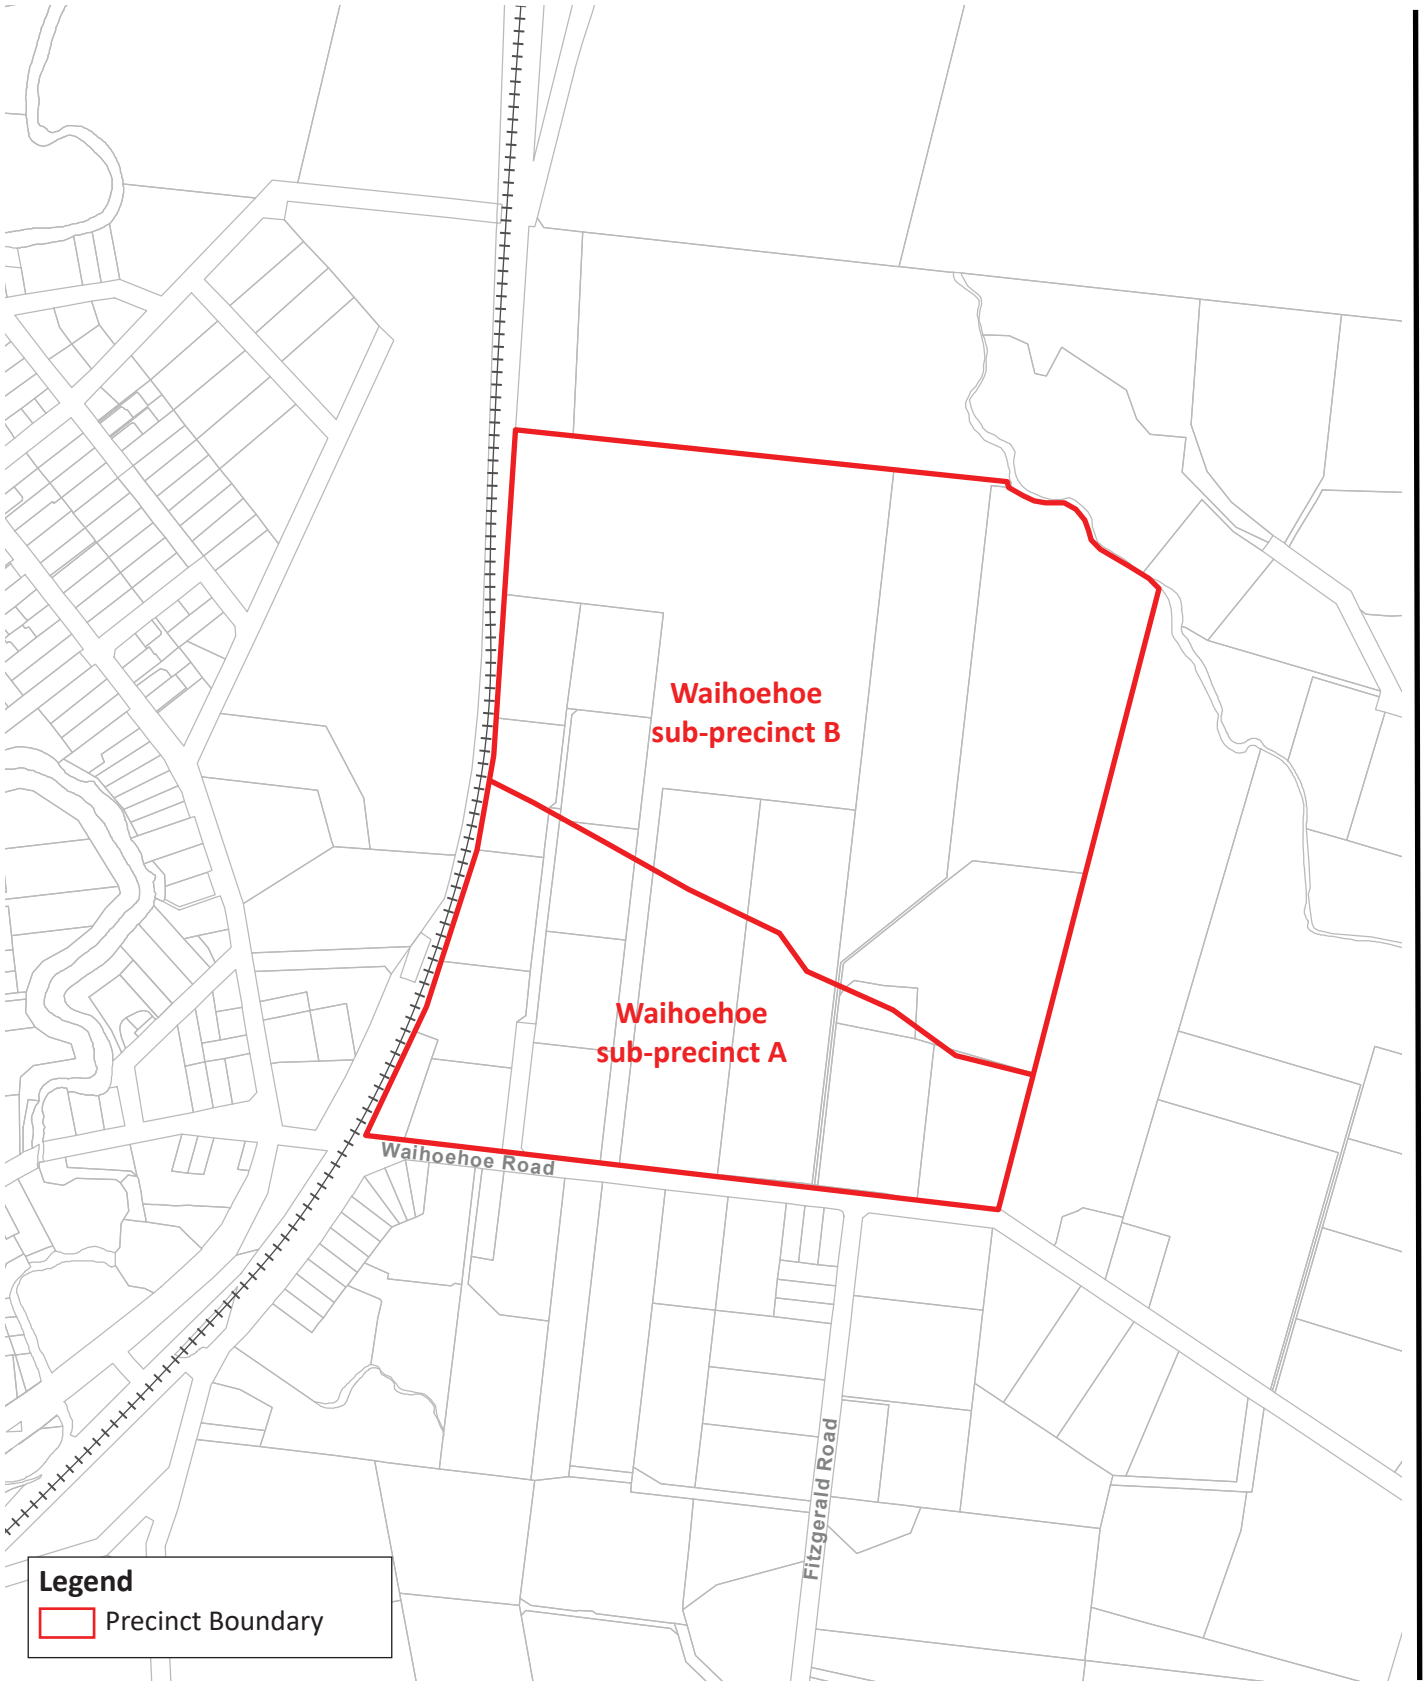 Waihoehoe
sub-precinct B
Waihoehoe
sub-precinct A
Waihoehoe Road
Fitzgerald Road
Legend
Precinct Boundary